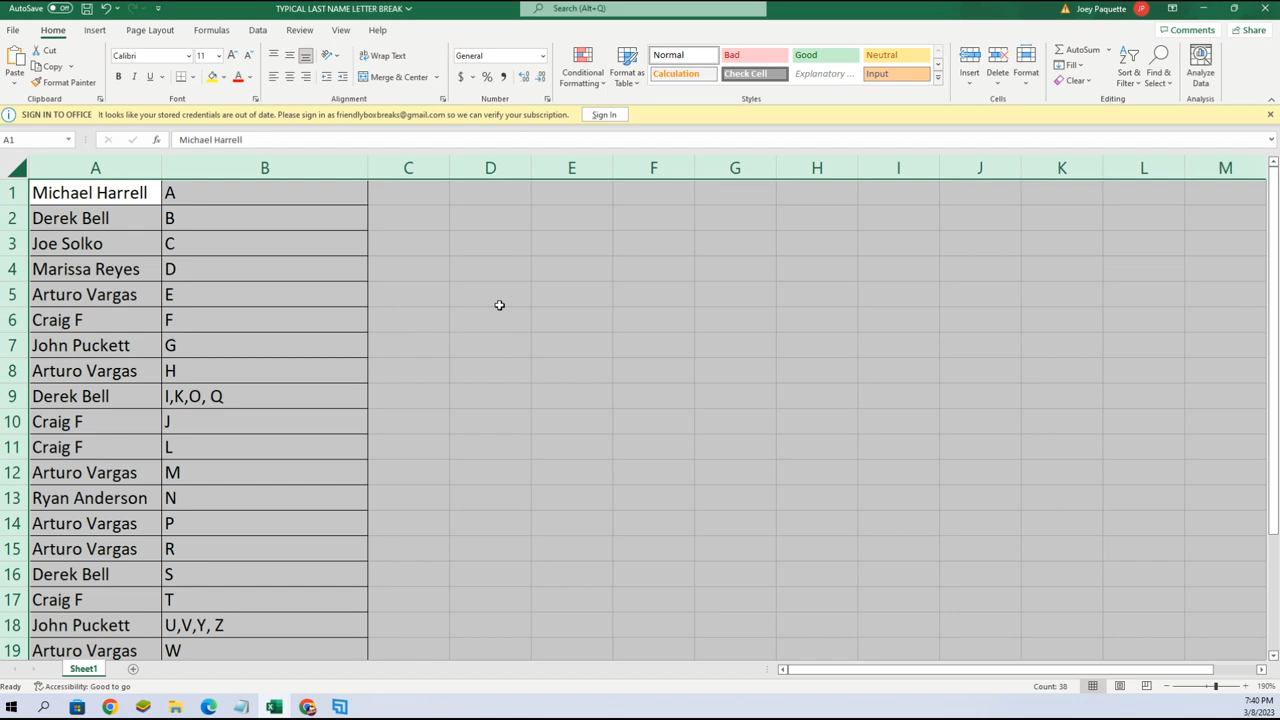 AutoSave Off TYPICAL LAST NAME LETTER BREAK Search (Alt+Q) Joey Paquette JP
File Home Insert Page Layout Formulas Data Review View Help Comments Share
Paste Cut Copy Format Painter Clipboard
Calibri 11 B I U A A Font
Wrap Text Merge & Center Alignment
General $ % , Number
Conditional Formatting Format as Table
Normal Bad Good Neutral
Calculation Check Cell Explanatory ... Input
Styles
Insert Delete Format Cells
AutoSum Fill Clear Sort & Filter Find & Select Editing
Analyze Data Analysis
SIGN IN TO OFFICE It looks like your stored credentials are out of date. Please sign in as friendlyboxbreaks@gmail.com so we can verify your subscription. Sign In
A1 fx Michael Harrell
A B C D E F G H I J K L M
1 Michael Harrell A
2 Derek Bell B
3 Joe Solko C
4 Marissa Reyes D
5 Arturo Vargas E
6 Craig F F
7 John Puckett G
8 Arturo Vargas H
9 Derek Bell I,K,O, Q
10 Craig F J
11 Craig F L
12 Arturo Vargas M
13 Ryan Anderson N
14 Arturo Vargas P
15 Arturo Vargas R
16 Derek Bell S
17 Craig F T
18 John Puckett U,V,Y, Z
19 Arturo Vargas W
Sheet1
Ready Accessibility: Good to go Count: 38 190%
7:40 PM
3/8/2023